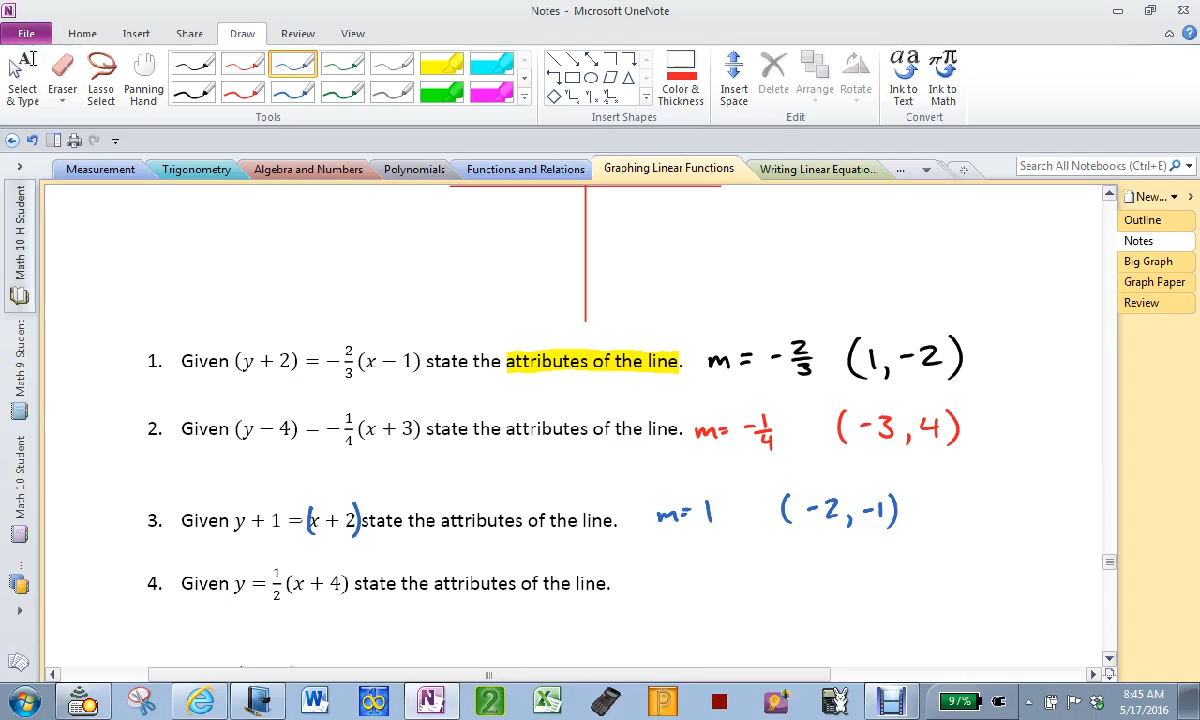 Notes - Microsoft OneNote
File Home Insert Share Draw Review View
Select & Type Eraser Lasso Select Panning Hand Color & Thickness Insert Space Delete Arrange Rotate Ink to Text Ink to Math
Tools Insert Shapes Edit Convert
Measurement Trigonometry Algebra and Numbers Polynomials Functions and Relations Graphing Linear Functions Writing Linear Equatio... ... Search All Notebooks (Ctrl+E)
New...
Outline
Notes
Big Graph
Graph Paper
Review
Math 10 H Student
Math 9 Student
Math 10 Student
1. Given (y + 2) = −2/3(x − 1) state the attributes of the line. m = -2/3 (1, -2)
2. Given (y − 4) − −1/4(x + 3) state the attributes of the line. m= -1/4 (-3, 4)
3. Given y + 1 = (x + 2) state the attributes of the line. m= 1 (-2, -1)
4. Given y = 1/2(x + 4) state the attributes of the line.
97%
8:45 AM
5/17/2016